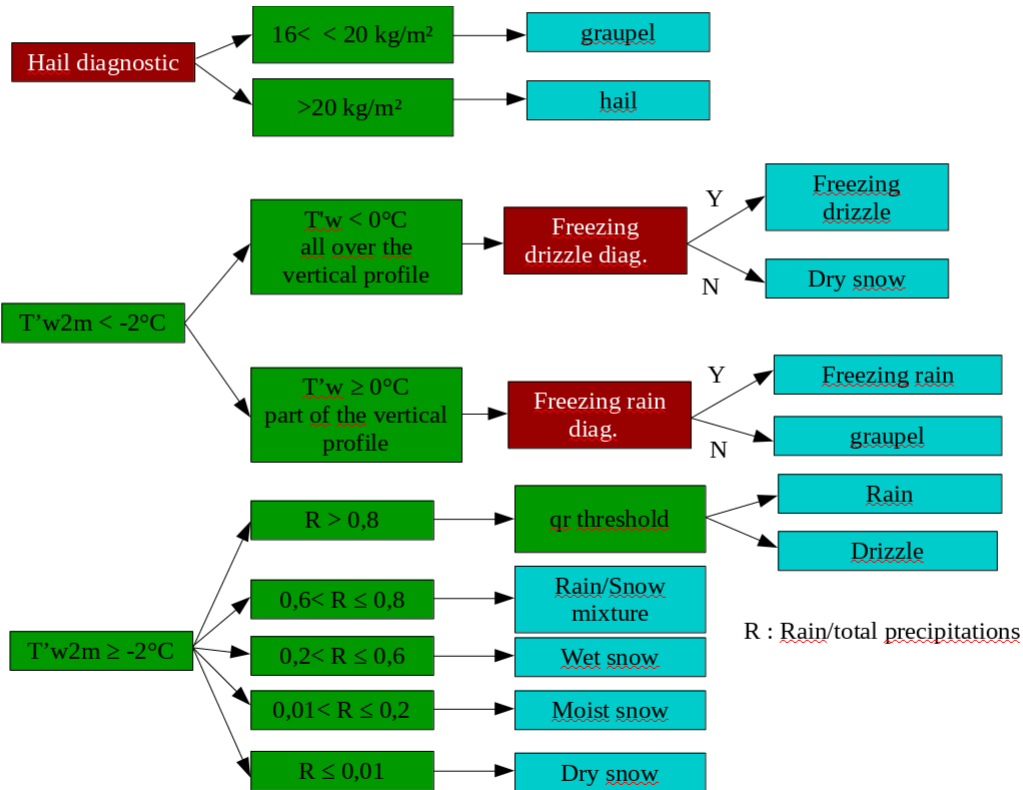 Hail diagnostic
16< < 20 kg/m²
graupel
>20 kg/m²
hail
T’w2m < -2°C
T'w < 0°C
all over the
vertical profile
Freezing
drizzle diag.
Y
Freezing
drizzle
N
Dry snow
T’w ≥ 0°C
part of the vertical
profile
Freezing rain
diag.
Y
Freezing rain
N
graupel
T’w2m ≥ -2°C
R > 0,8
qr threshold
Rain
Drizzle
0,6< R ≤ 0,8
Rain/Snow
mixture
0,2< R ≤ 0,6
Wet snow
0,01< R ≤ 0,2
Moist snow
R ≤ 0,01
Dry snow
R : Rain/total precipitations